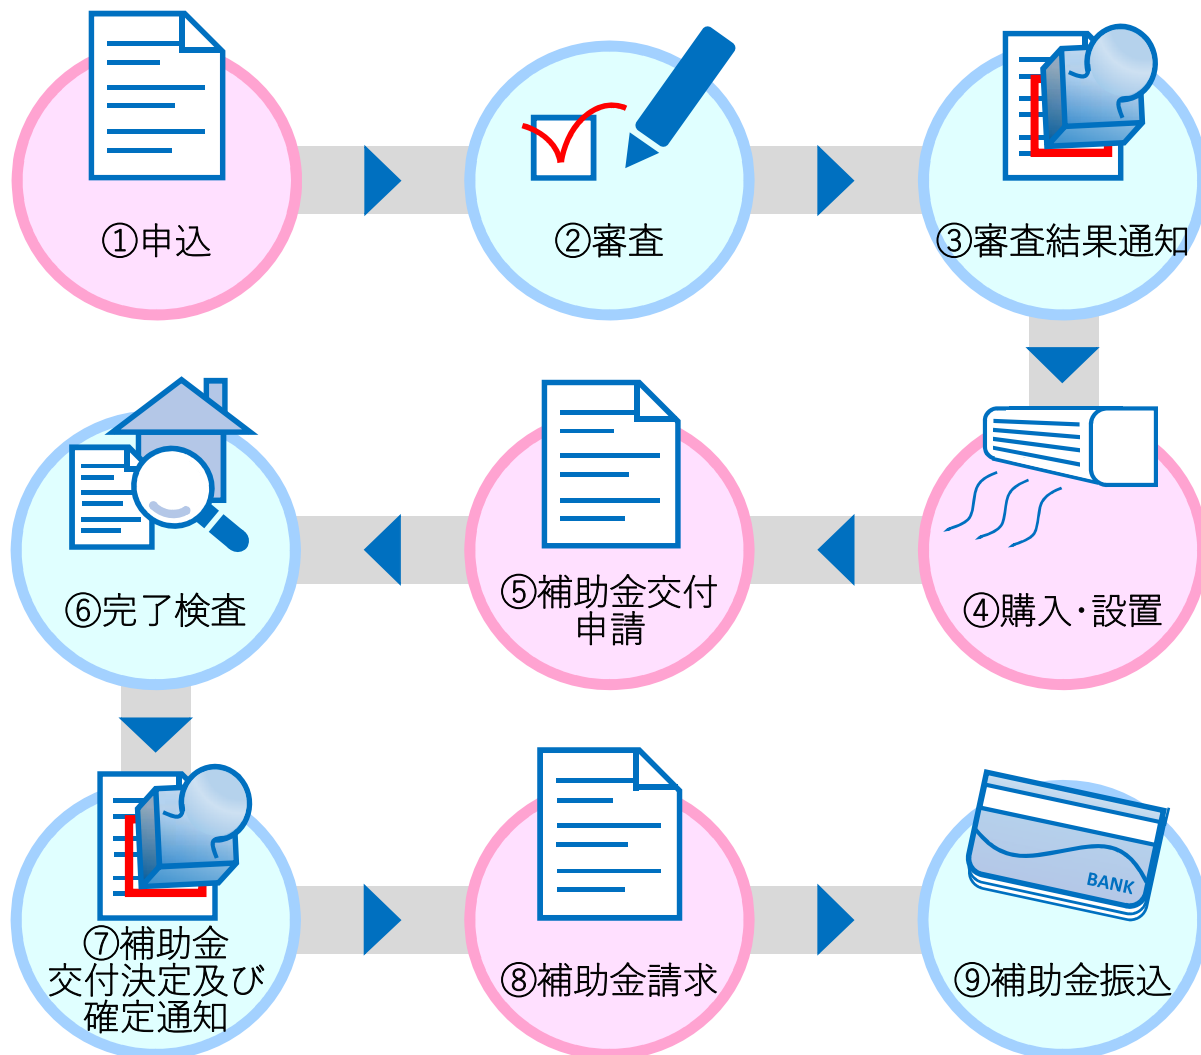 ①申込
②審査
③審査結果通知
④購入・設置
⑤補助金交付
申請
⑥完了検査
⑦補助金
交付決定及び
確定通知
⑧補助金請求
BANK
⑨補助金振込